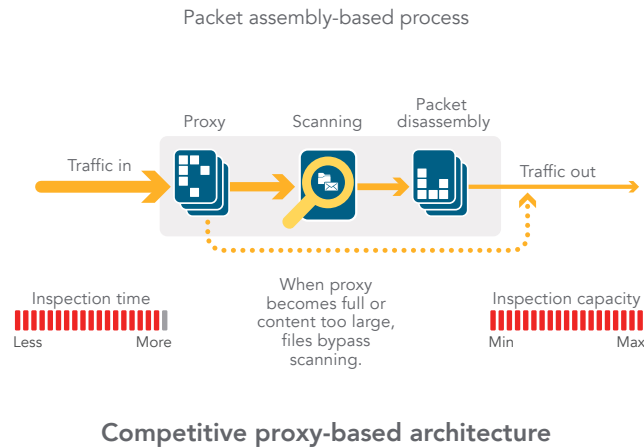 Packet assembly-based process
Proxy
Scanning
Packet
disassembly
Traffic in
Traffic out
When proxy
becomes full or
content too large,
files bypass
scanning.
Inspection time
Less
More
Inspection capacity
Min
Max
Competitive proxy-based architecture